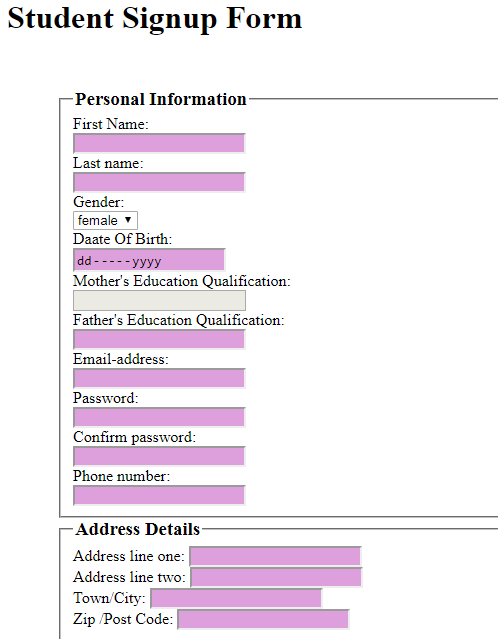 Student Signup Form
Personal Information
First Name:
Last name:
Gender:
female
Daate Of Birth:
dd-----yyyy
Mother's Education Qualification:
Father's Education Qualification:
Email-address:
Password:
Confirm password:
Phone number:
Address Details
Address line one:
Address line two:
Town/City:
Zip /Post Code: